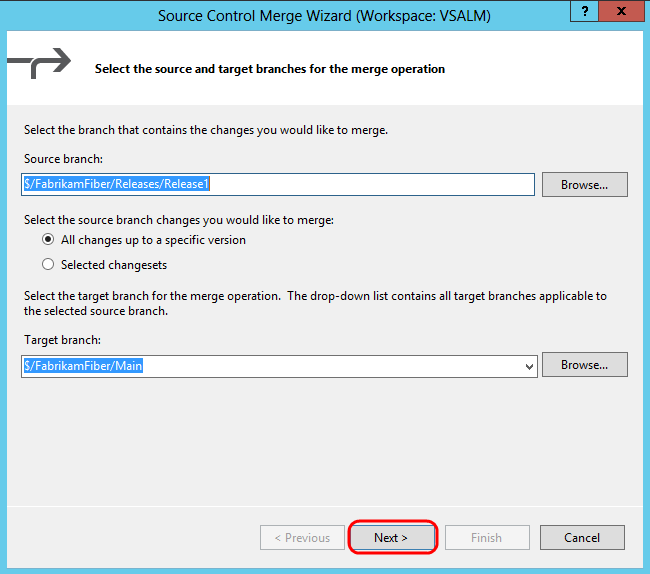 Source Control Merge Wizard (Workspace: VSALM)
?
x
Select the source and target branches for the merge operation
Select the branch that contains the changes you would like to merge.
Source branch:
$/FabrikamFiber/Releases/Release1
Browse...
Select the source branch changes you would like to merge:
All changes up to a specific version
Selected changesets
Select the target branch for the merge operation.  The drop-down list contains all target branches applicable to
the selected source branch.
Target branch:
$/FabrikamFiber/Main
Browse...
< Previous
Next >
Finish
Cancel